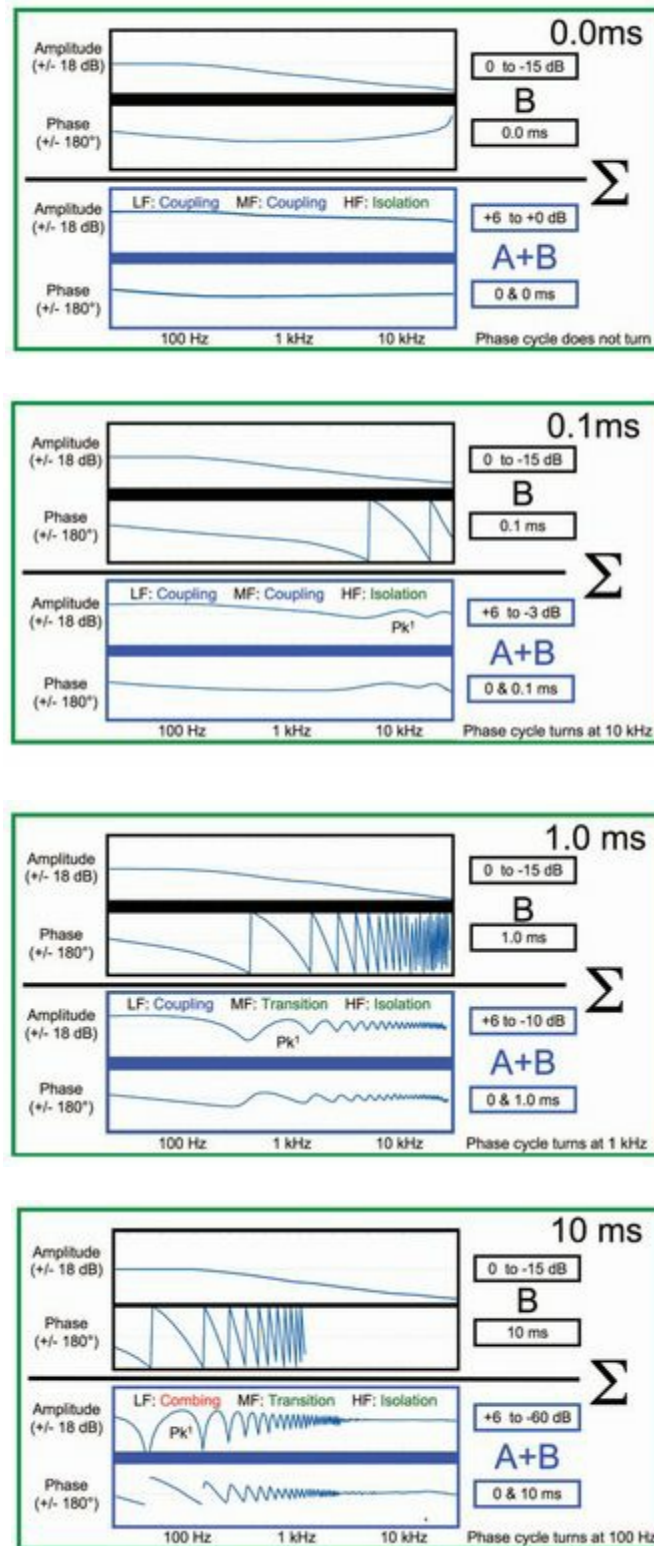 0.0ms
Amplitude
(+/- 18 dB)
0 to -15 dB
B
Phase
(+/- 180°)
0.0 ms
Σ
LF: Coupling MF: Coupling HF: Isolation
Amplitude
(+/- 18 dB)
+6 to +0 dB
A+B
Phase
(+/- 180°)
0 & 0 ms
100 Hz 1 kHz 10 kHz Phase cycle does not turn
0.1ms
Amplitude
(+/- 18 dB)
0 to -15 dB
B
Phase
(+/- 180°)
0.1 ms
Σ
LF: Coupling MF: Coupling HF: Isolation
Amplitude
(+/- 18 dB)
+6 to -3 dB
Pk¹
A+B
Phase
(+/- 180°)
0 & 0.1 ms
100 Hz 1 kHz 10 kHz Phase cycle turns at 10 kHz
1.0 ms
Amplitude
(+/- 18 dB)
0 to -15 dB
B
Phase
(+/- 180°)
1.0 ms
Σ
LF: Coupling MF: Transition HF: Isolation
Amplitude
(+/- 18 dB)
+6 to -10 dB
Pk¹
A+B
Phase
(+/- 180°)
0 & 1.0 ms
100 Hz 1 kHz 10 kHz Phase cycle turns at 1 kHz
10 ms
Amplitude
(+/- 18 dB)
0 to -15 dB
B
Phase
(+/- 180°)
10 ms
Σ
LF: Combing MF: Transition HF: Isolation
Amplitude
(+/- 18 dB)
+6 to -60 dB
Pk¹
A+B
Phase
(+/- 180°)
0 & 10 ms
100 Hz 1 kHz 10 kHz Phase cycle turns at 100 Hz